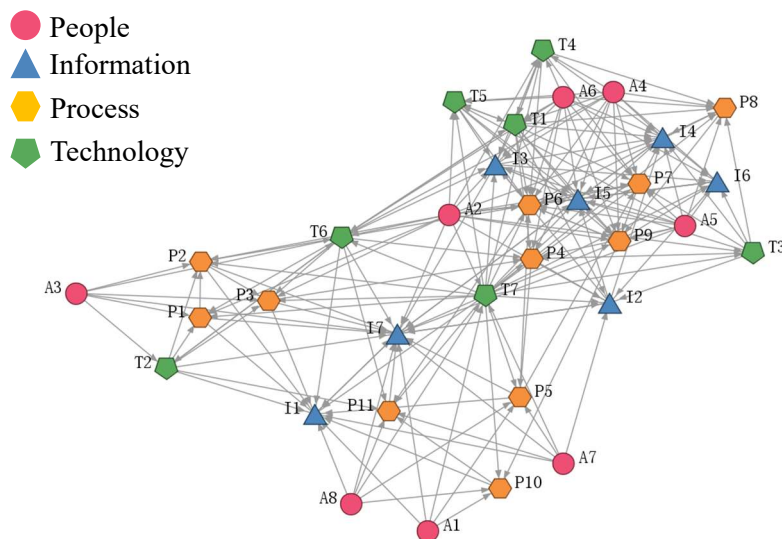 People
Information
Process
Technology
T4
A6
A4
T5
P8
T1
I4
I3
I6
P7
P6
I5
A2
A5
T6
P9
T3
P2
P4
A3
P3
T7
I2
P1
I7
T2
P5
I1
P11
A7
P10
A8
A1